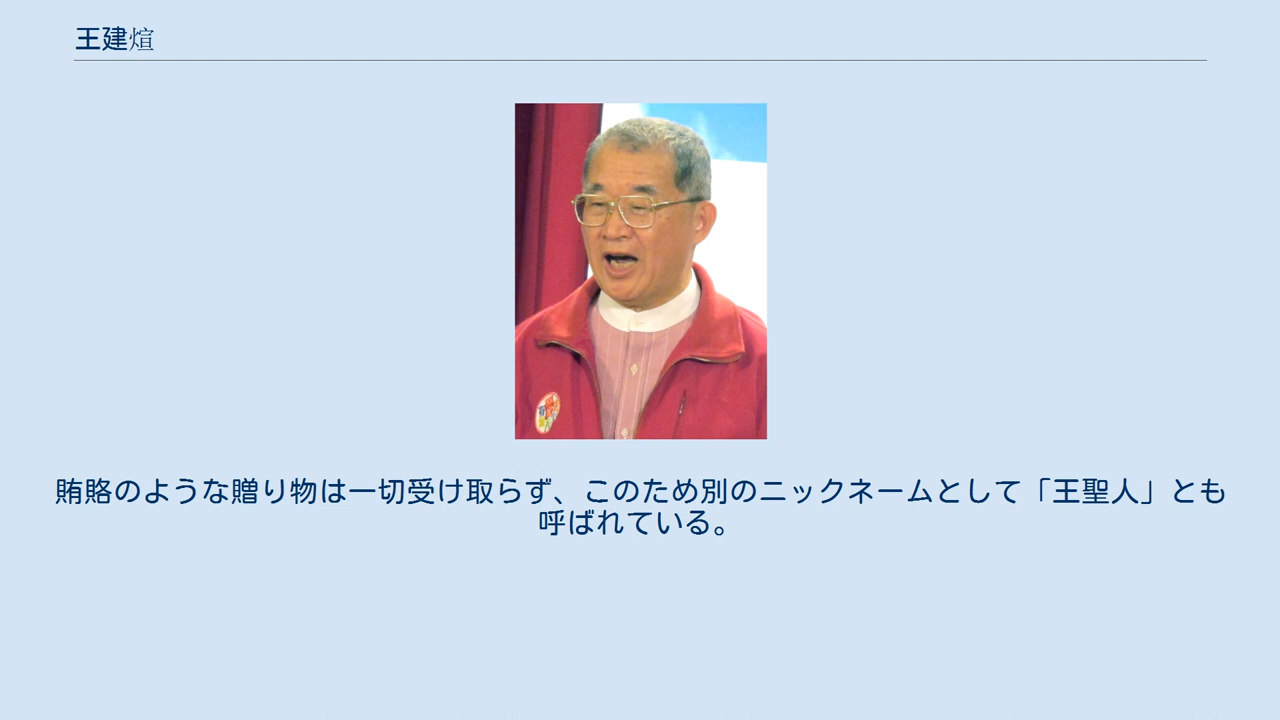 王建煊
賄賂のような贈り物は一切受け取らず、このため別のニックネームとして「王聖人」とも
呼ばれている。